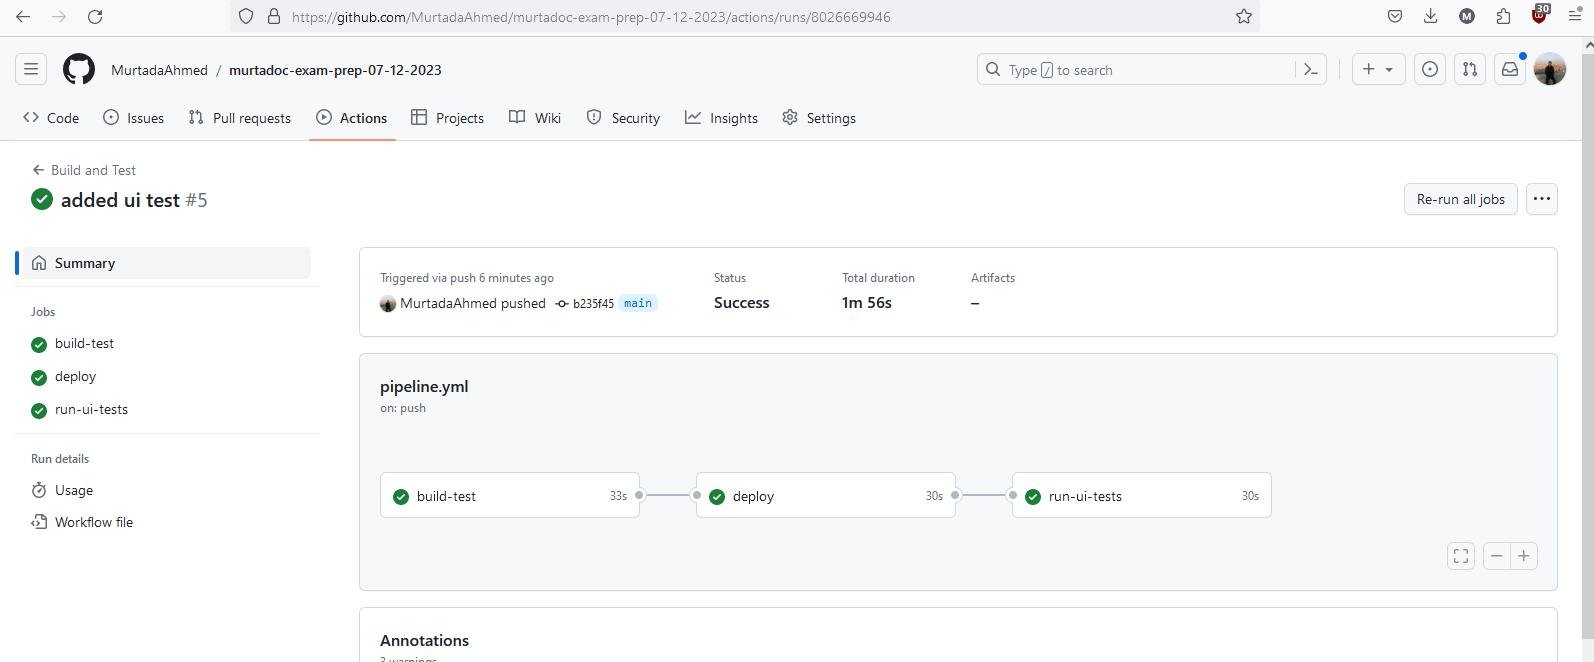 https://github.com/MurtadaAhmed/murtadoc-exam-prep-07-12-2023/actions/runs/8026669946
M
30
MurtadaAhmed / murtadoc-exam-prep-07-12-2023
Type / to search
Code Issues Pull requests Actions Projects Wiki Security Insights Settings
Build and Test
added ui test #5
Re-run all jobs
Summary
Jobs
build-test
deploy
run-ui-tests
Run details
Usage
Workflow file
Triggered via push 6 minutes ago
MurtadaAhmed pushed b235f45 main
Status
Success
Total duration
1m 56s
Artifacts
–
pipeline.yml
on: push
build-test 33s
deploy 30s
run-ui-tests 30s
Annotations
3 warnings